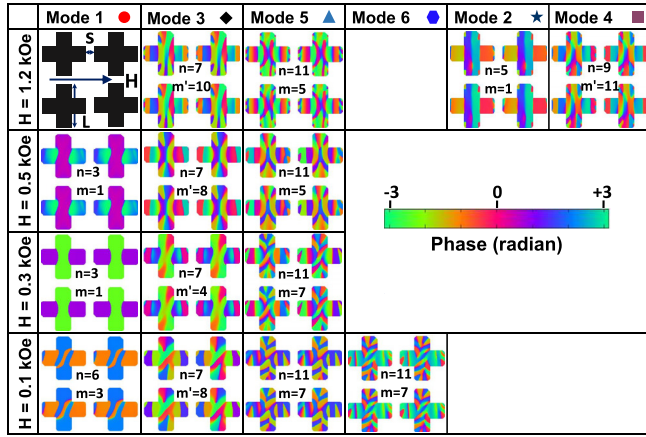 Mode 1 Mode 3 Mode 5 Mode 6 Mode 2 Mode 4
H = 1.2 kOe
S
H
L
n=7
m'=10
n=11
m=5
n=5
m=1
n=9
m'=11
H = 0.5 kOe
n=3
m=1
n=7
m'=8
n=11
m=5
-3 0 +3
Phase (radian)
H = 0.3 kOe
n=3
m=1
n=7
m'=4
n=11
m=7
H = 0.1 kOe
n=6
m=3
n=7
m'=8
n=11
m=7
n=11
m=7